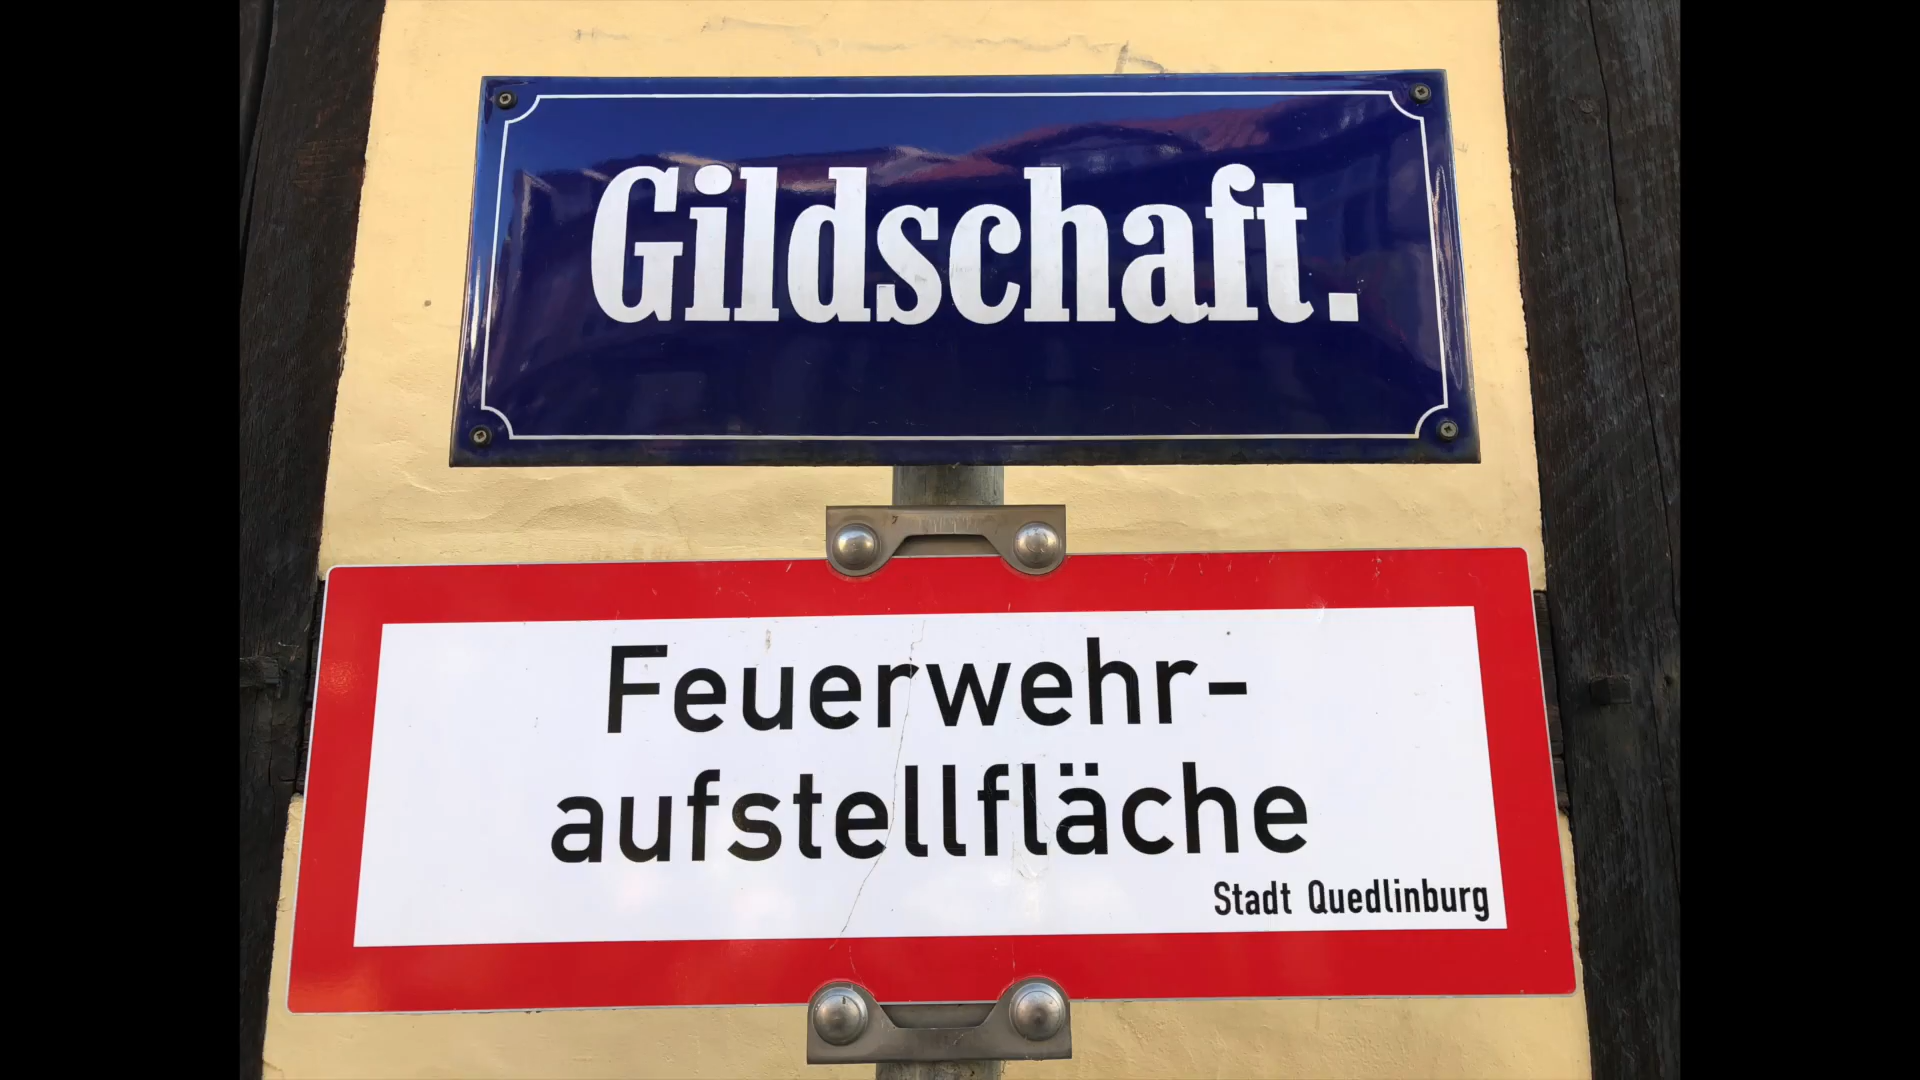 Gildschaft.
Feuerwehr-
aufstellfläche
Stadt Quedlinburg